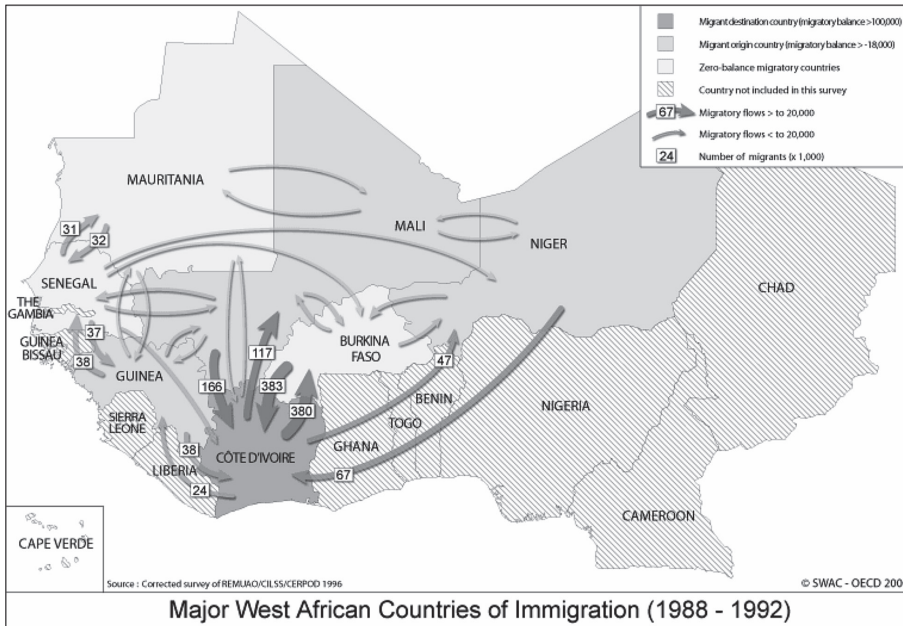 Migrant destination country (migratory balance >100,000)
Migrant origin country (migratory balance > -18,000)
Zero-balance migratory countries
Country not included in this survey
67 Migratory flows > to 20,000
Migratory flows < to 20,000
24 Number of migrants (x 1,000)
MAURITANIA
MALI
NIGER
CHAD
31
32
SENEGAL
THE
GAMBIA
GUINEA
BISSAU
37
38
GUINEA
BURKINA
FASO
117
166
383
380
47
BENIN
TOGO
GHANA
NIGERIA
SIERRA
LEONE
LIBERIA
38
24
CÔTE D'IVOIRE
67
CAMEROON
CAPE VERDE
Source : Corrected survey of REMUAO/CILSS/CERPOD 1996
© SWAC - OECD 200
Major West African Countries of Immigration (1988 - 1992)